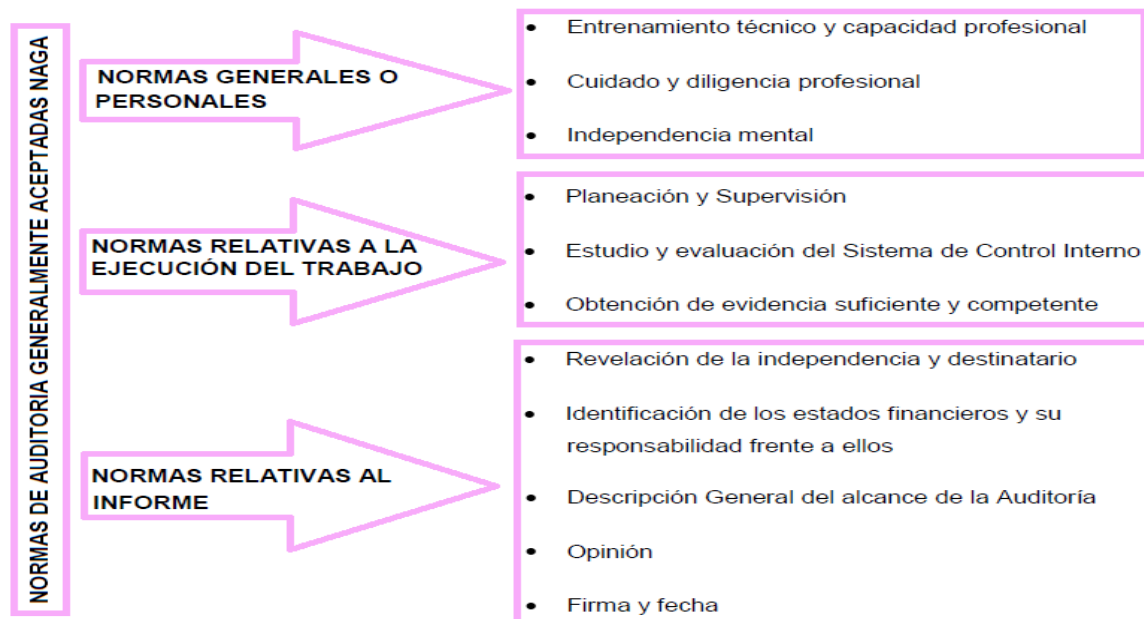 NORMAS DE AUDITORIA GENERALMENTE ACEPTADAS NAGA
NORMAS GENERALES O
PERSONALES
• Entrenamiento técnico y capacidad profesional
• Cuidado y diligencia profesional
• Independencia mental
NORMAS RELATIVAS A LA
EJECUCIÓN DEL TRABAJO
• Planeación y Supervisión
• Estudio y evaluación del Sistema de Control Interno
• Obtención de evidencia suficiente y competente
NORMAS RELATIVAS AL
INFORME
• Revelación de la independencia y destinatario
• Identificación de los estados financieros y su
responsabilidad frente a ellos
• Descripción General del alcance de la Auditoría
• Opinión
• Firma y fecha